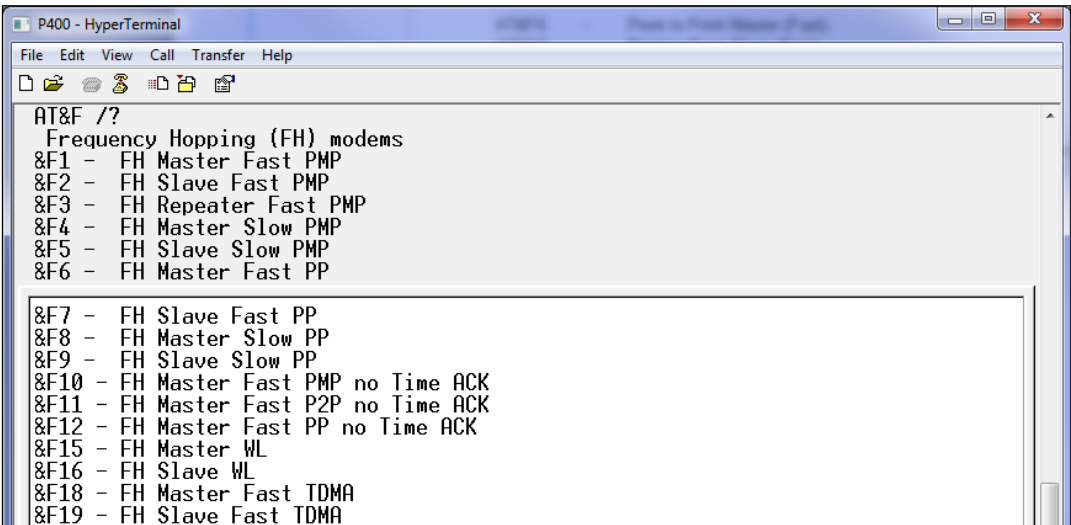 P400 - HyperTerminal
File Edit View Call Transfer Help
AT&F /?
Frequency Hopping (FH) modems
&F1 - FH Master Fast PMP
&F2 - FH Slave Fast PMP
&F3 - FH Repeater Fast PMP
&F4 - FH Master Slow PMP
&F5 - FH Slave Slow PMP
&F6 - FH Master Fast PP
&F7 - FH Slave Fast PP
&F8 - FH Master Slow PP
&F9 - FH Slave Slow PP
&F10 - FH Master Fast PMP no Time ACK
&F11 - FH Master Fast P2P no Time ACK
&F12 - FH Master Fast PP no Time ACK
&F15 - FH Master WL
&F16 - FH Slave WL
&F18 - FH Master Fast TDMA
&F19 - FH Slave Fast TDMA